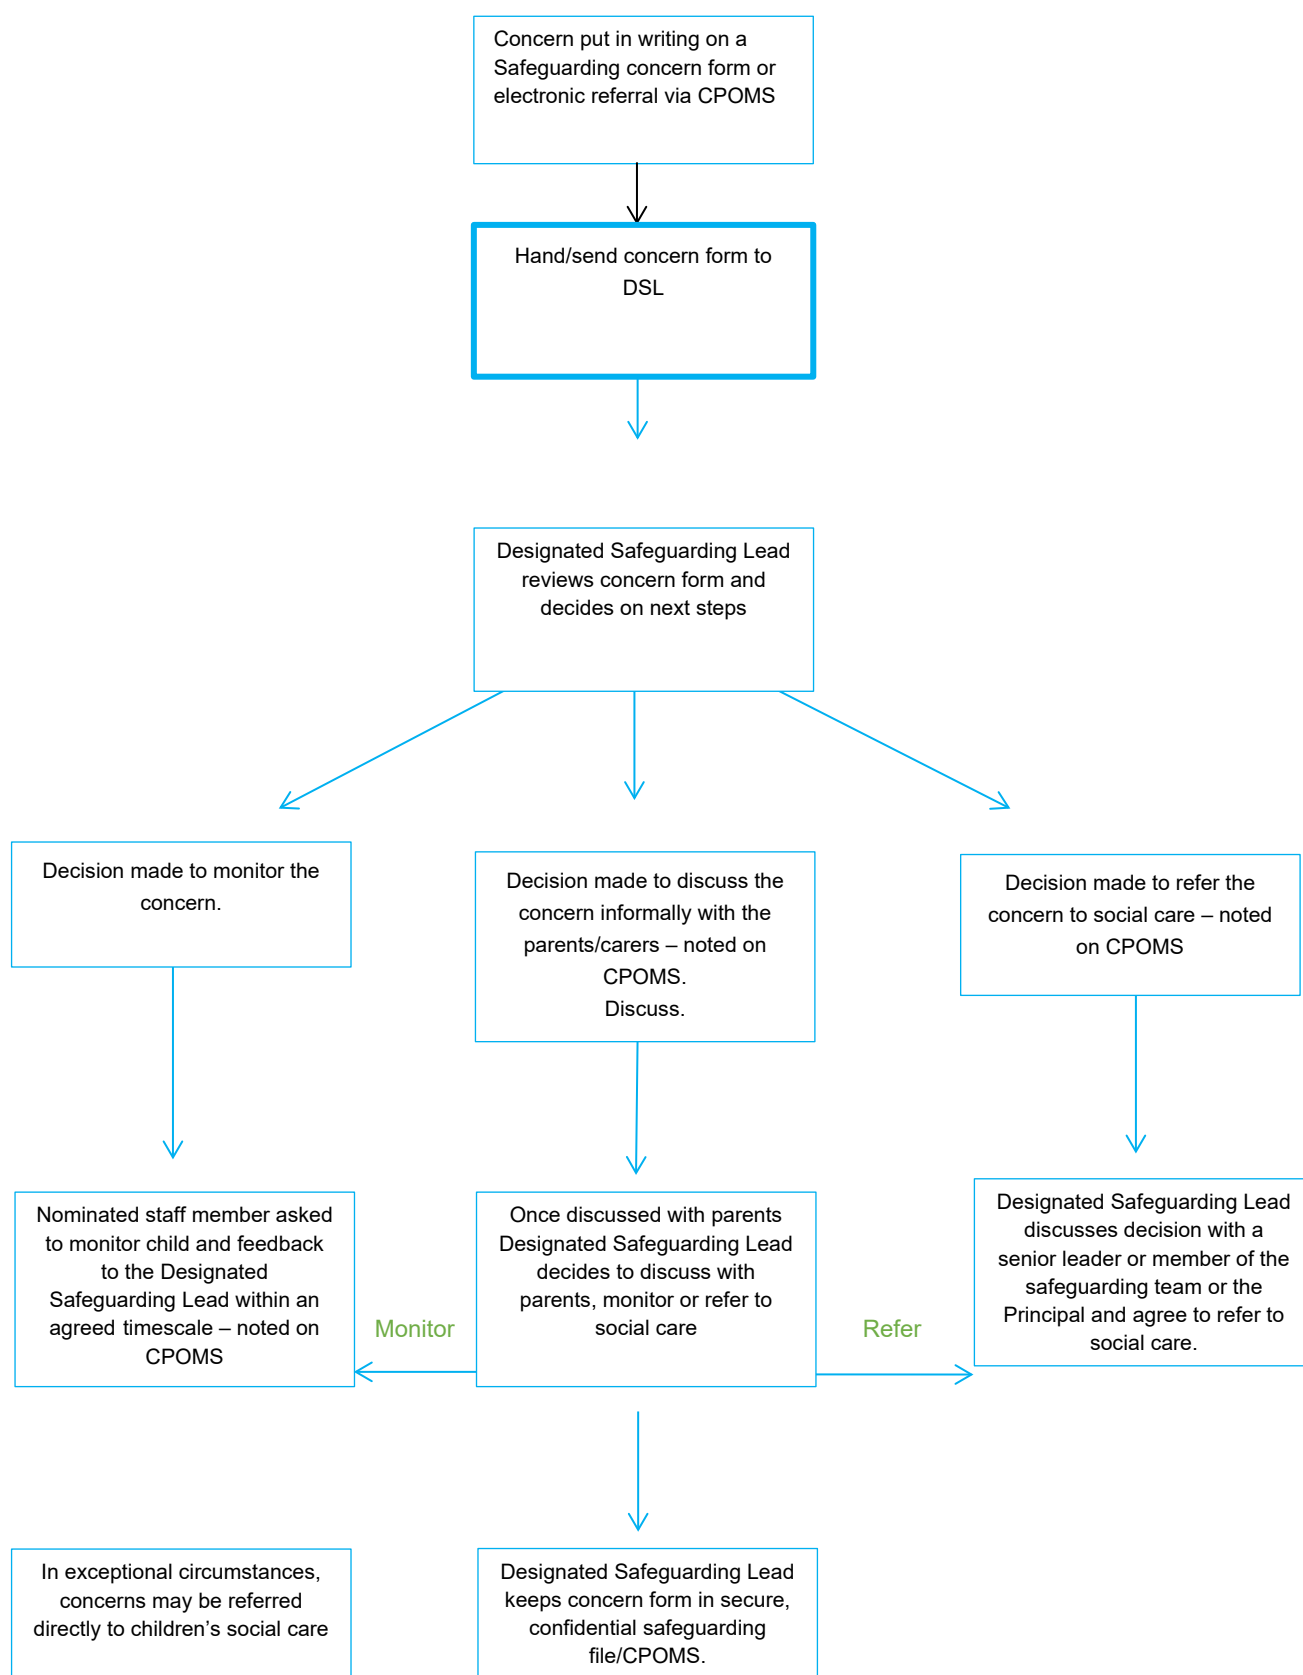 Concern put in writing on a
Safeguarding concern form or
electronic referral via CPOMS
Hand/send concern form to
DSL
Designated Safeguarding Lead
reviews concern form and
decides on next steps
Decision made to monitor the
concern.
Decision made to discuss the
concern informally with the
parents/carers – noted on
CPOMS.
Discuss.
Decision made to refer the
concern to social care – noted
on CPOMS
Nominated staff member asked
to monitor child and feedback
to the Designated
Safeguarding Lead within an
agreed timescale – noted on
CPOMS
Monitor
Once discussed with parents
Designated Safeguarding Lead
decides to discuss with
parents, monitor or refer to
social care
Refer
Designated Safeguarding Lead
discusses decision with a
senior leader or member of the
safeguarding team or the
Principal and agree to refer to
social care.
In exceptional circumstances,
concerns may be referred
directly to children’s social care
Designated Safeguarding Lead
keeps concern form in secure,
confidential safeguarding
file/CPOMS.